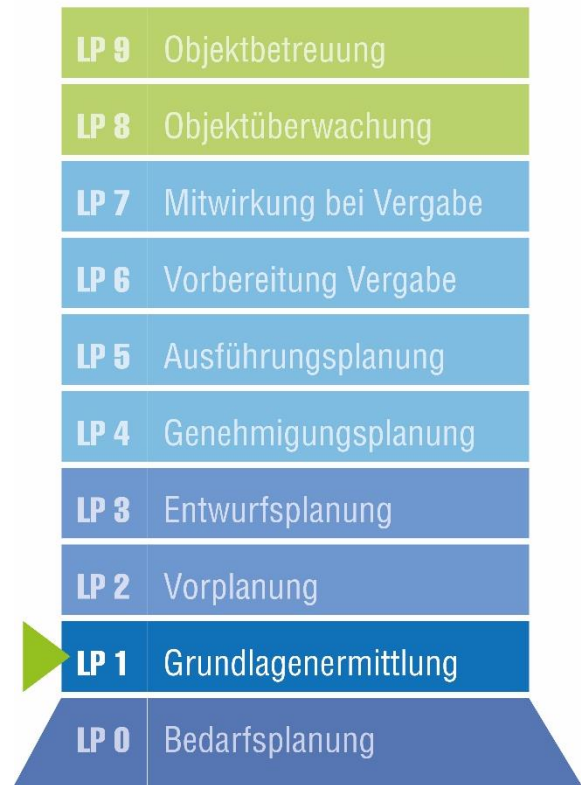 LP 9 Objektbetreuung
LP 8 Objektüberwachung
LP 7 Mitwirkung bei Vergabe
LP 6 Vorbereitung Vergabe
LP 5 Ausführungsplanung
LP 4 Genehmigungsplanung
LP 3 Entwurfsplanung
LP 2 Vorplanung
LP 1 Grundlagenermittlung
LP 0 Bedarfsplanung